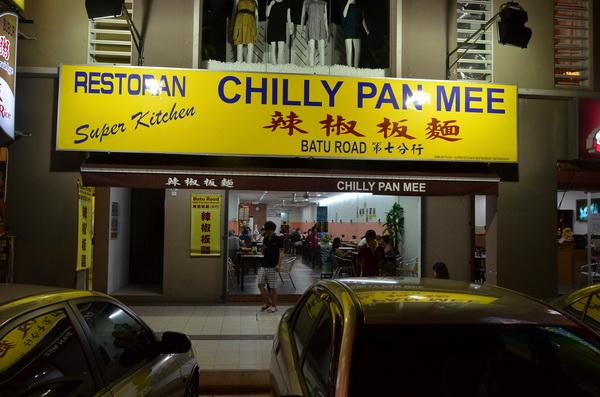 RESTORAN CHILLY PAN MEE
Super Kitchen 辣椒板麵
BATU ROAD 第七分行
辣椒板麵 CHILLY PAN MEE
Batu Road
辣椒板麵